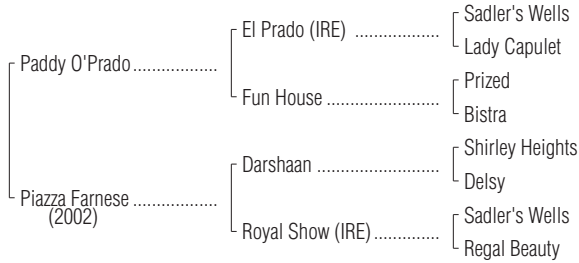 Sadler's Wells
El Prado (IRE) ....................
Lady Capulet
Paddy O'Prado ....................
Prized
Fun House ..........................
Bistra
Shirley Heights
Darshaan ............................
Delsy
Piazza Farnese ....................
(2002)
Sadler's Wells
Royal Show (IRE) ...............
Regal Beauty